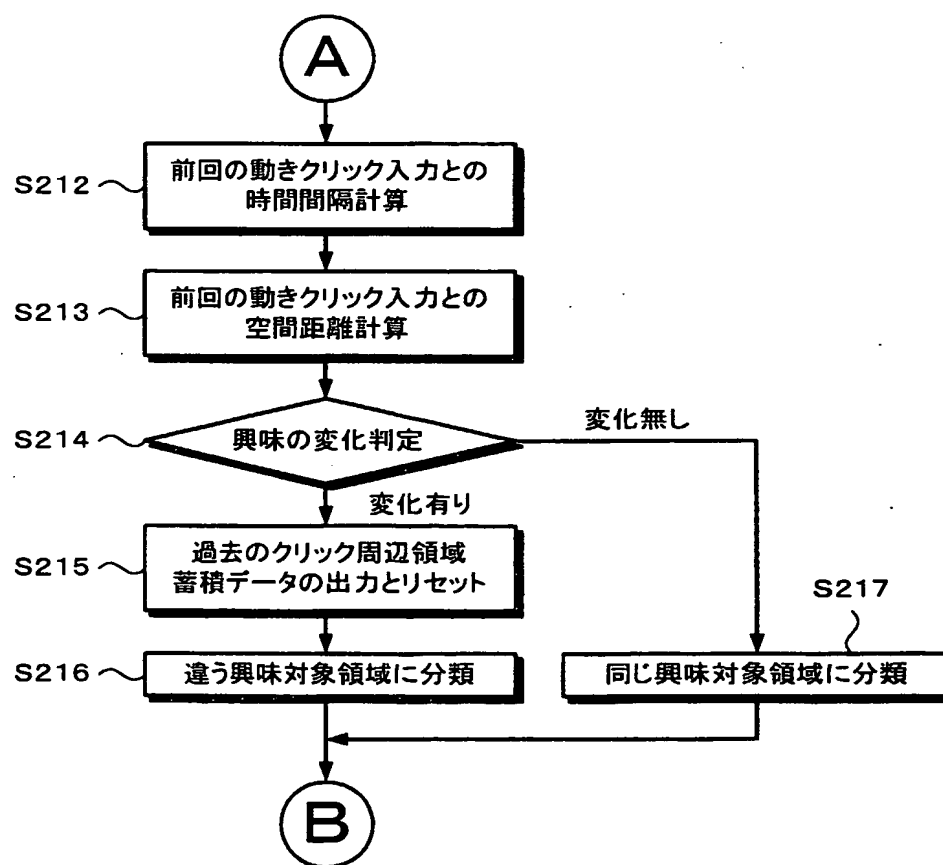 A
S212
前回の動きクリック入力との
時間間隔計算
S213
前回の動きクリック入力との
空間距離計算
S214
興味の変化判定
変化無し
変化有り
S215
過去のクリック周辺領域
蓄積データの出力とリセット
S217
S216
違う興味対象領域に分類
同じ興味対象領域に分類
B